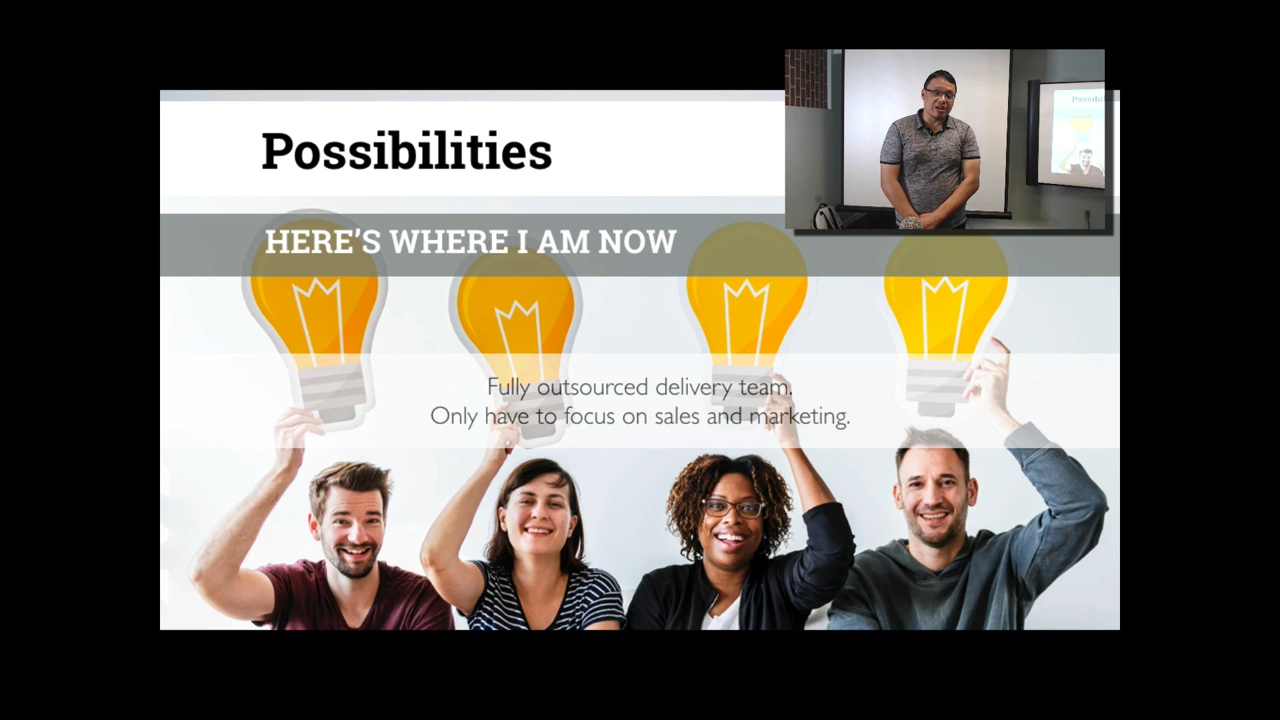 Possibilities
HERE'S WHERE I AM NOW
Fully outsourced delivery team.
Only have to focus on sales and marketing.